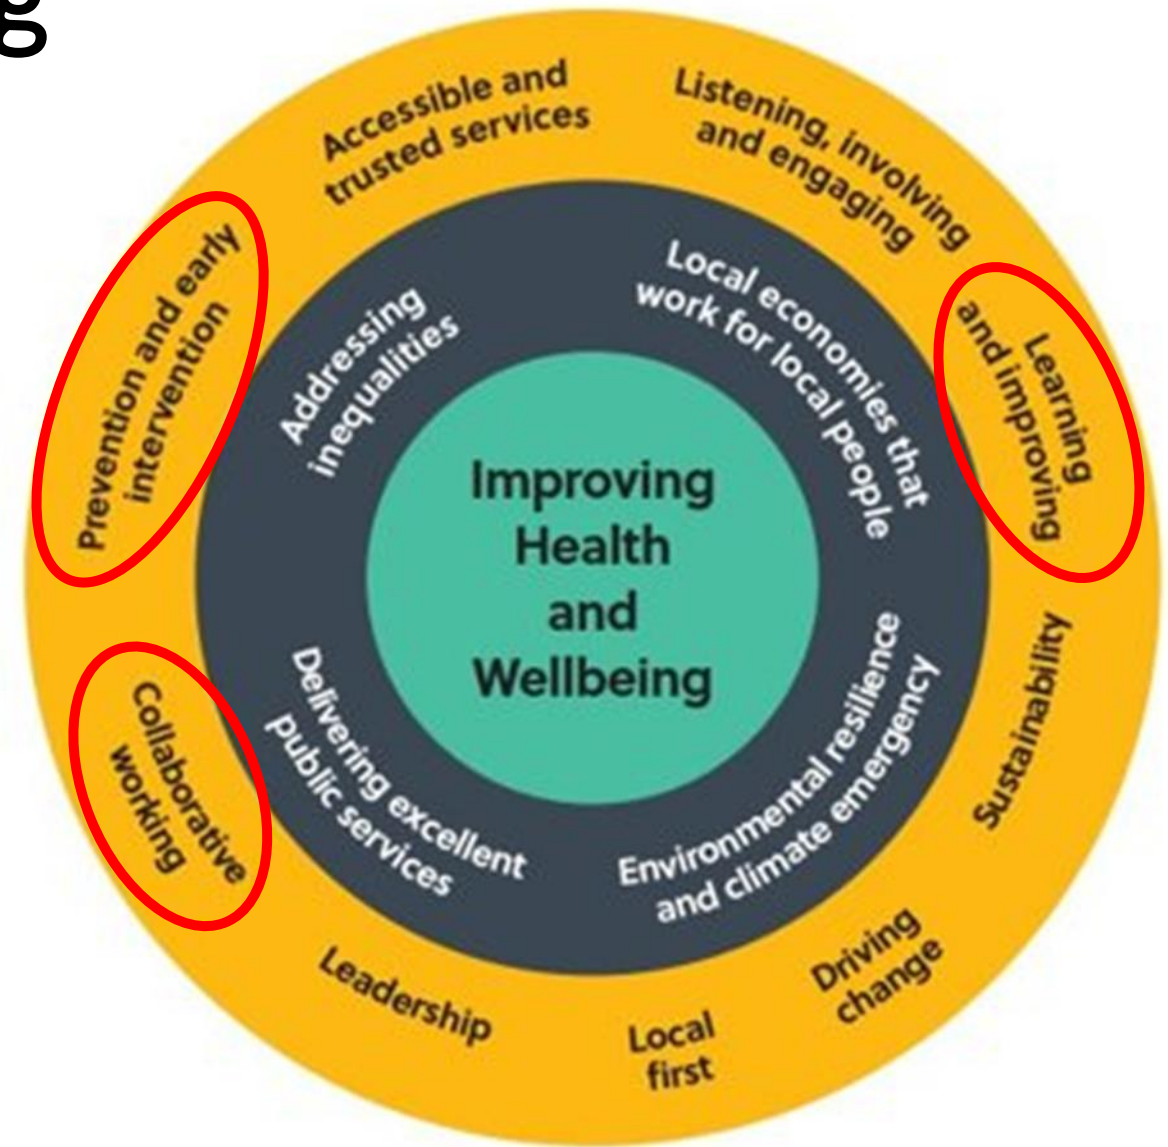 g
Accessible and
trusted services
Listening, involving
and engaging
Learning
and improving
Sustainability
Driving
change
Local
first
Leadership
Collaborative
working
Prevention and early
intervention
Addressing
inequalities
Local economies that
work for local people
Environmental resilience
and climate emergency
Delivering excellent
public services
Improving
Health
and
Wellbeing